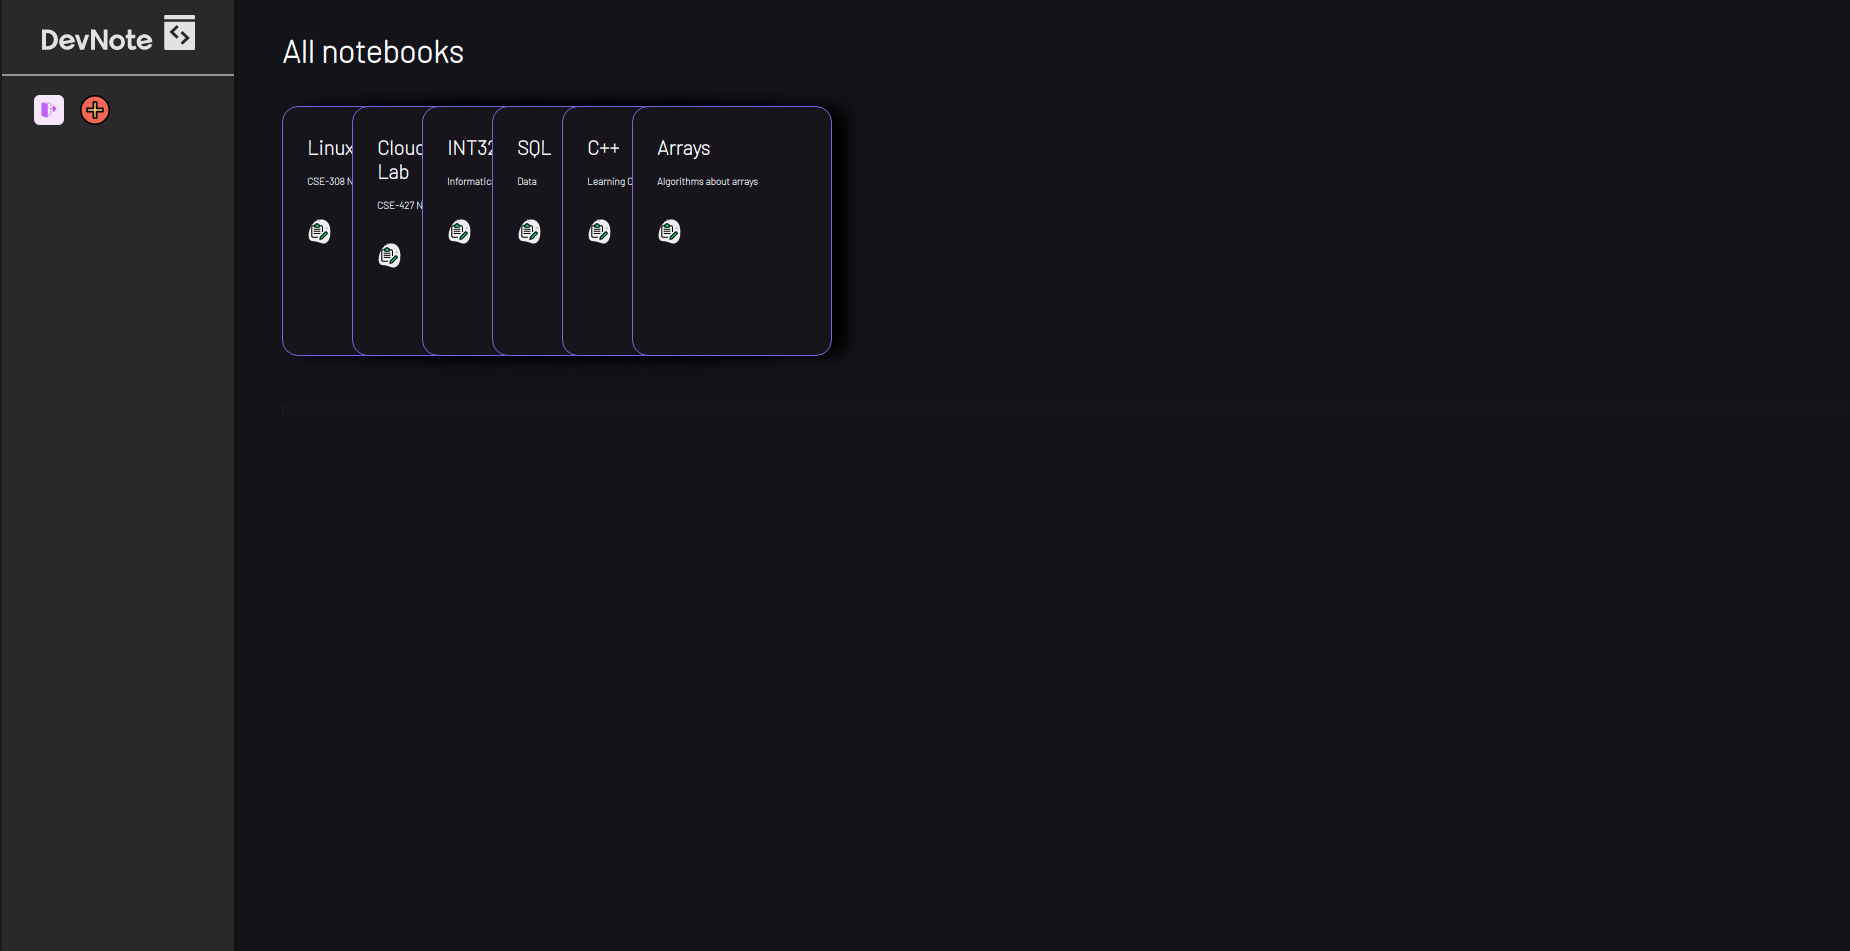 DevNote
All notebooks
Linux
CSE-308 N
Cloud
Lab
CSE-427 N
INT32
Informatic
SQL
Data
C++
Learning C
Arrays
Algorithms about arrays